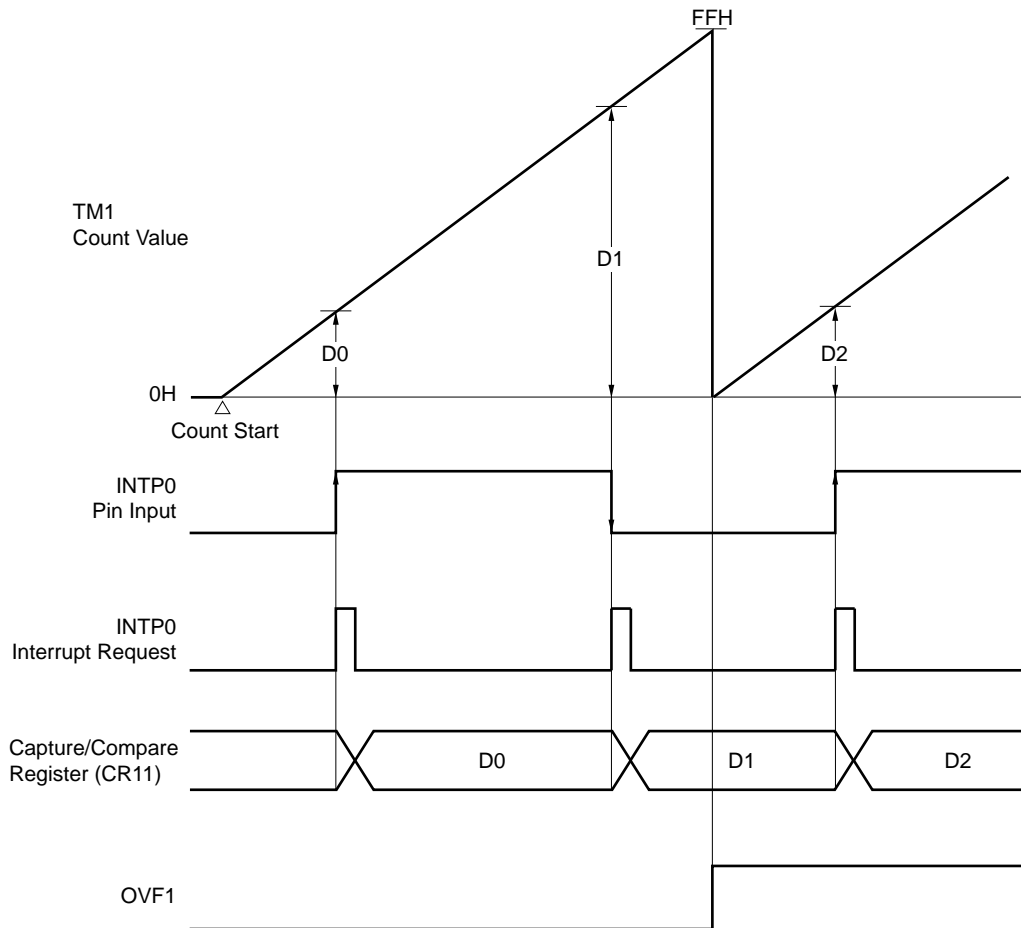 FFH
TM1
Count Value
D1
D0
D2
0H
Count Start
INTP0
Pin Input
INTP0
Interrupt Request
Capture/Compare
Register (CR11)
D0
D1
D2
OVF1